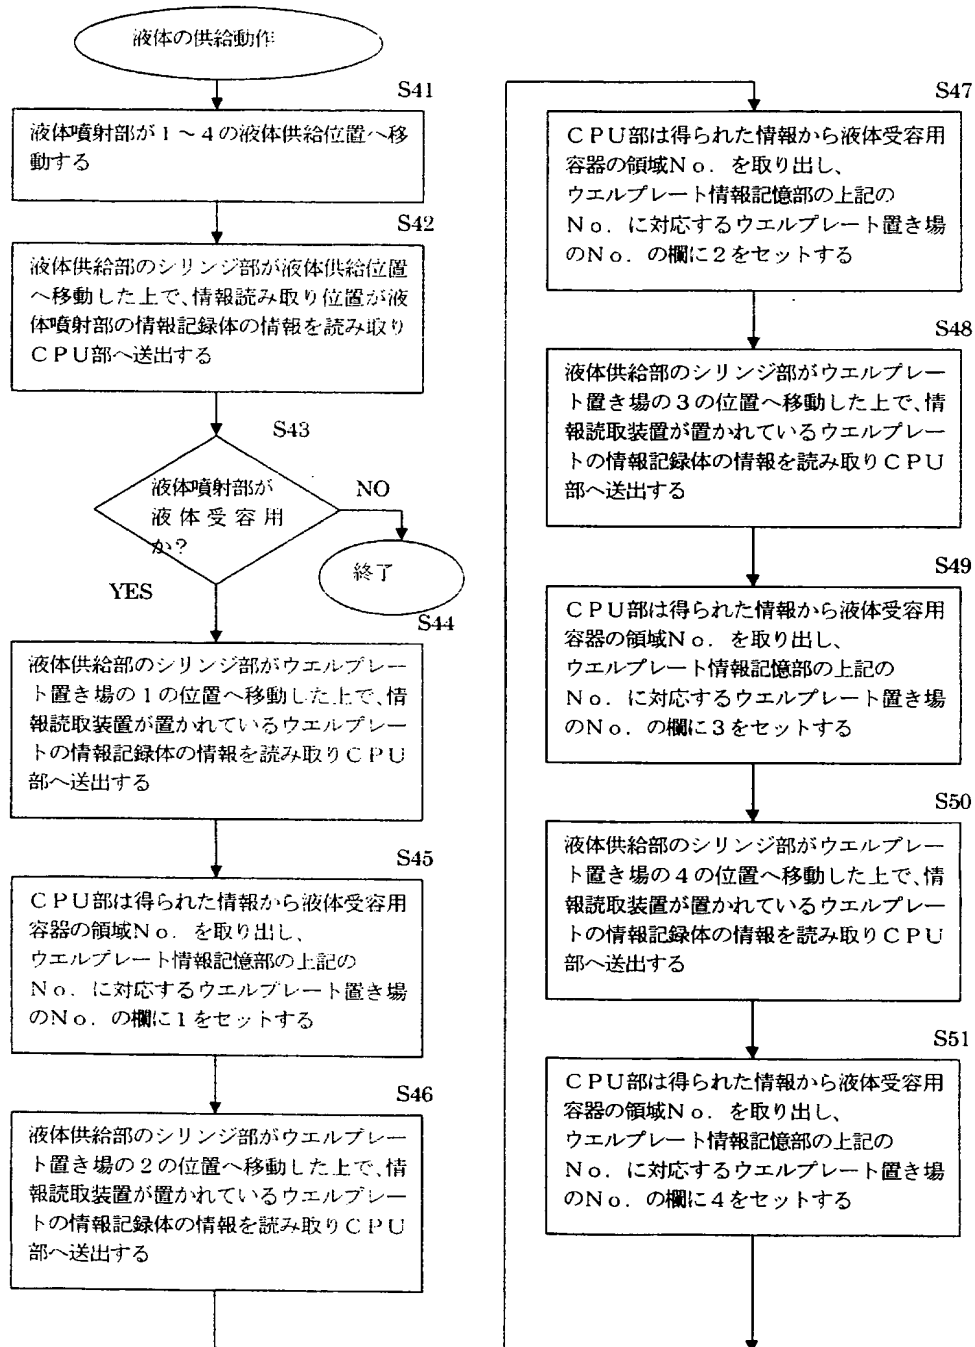 液体の供給動作
S41
液体噴射部が1~4の液体供給位置へ移
動する
S42
液体供給部のシリンジ部が液体供給位置
へ移動した上で、情報読み取り位置が液
体噴射部の情報記録体の情報を読み取り
CPU部へ送出する
S43
液体噴射部が
液体受容用
か?
NO
終了
YES
S44
液体供給部のシリンジ部がウエルプレー
ト置き場の1の位置へ移動した上で、情
報読取装置が置かれているウエルプレー
トの情報記録体の情報を読み取りCPU
部へ送出する
S45
CPU部は得られた情報から液体受容用
容器の領域No.を取り出し、
ウエルプレート情報記憶部の上記の
No.に対応するウエルプレート置き場
のNo.の欄に1をセットする
S46
液体供給部のシリンジ部がウエルプレー
ト置き場の2の位置へ移動した上で、情
報読取装置が置かれているウエルプレー
トの情報記録体の情報を読み取りCPU
部へ送出する
S47
CPU部は得られた情報から液体受容用
容器の領域No.を取り出し、
ウエルプレート情報記憶部の上記の
No.に対応するウエルプレート置き場
のNo.の欄に2をセットする
S48
液体供給部のシリンジ部がウエルプレー
ト置き場の3の位置へ移動した上で、情
報読取装置が置かれているウエルプレー
トの情報記録体の情報を読み取りCPU
部へ送出する
S49
CPU部は得られた情報から液体受容用
容器の領域No.を取り出し、
ウエルプレート情報記憶部の上記の
No.に対応するウエルプレート置き場
のNo.の欄に3をセットする
S50
液体供給部のシリンジ部がウエルプレー
ト置き場の4の位置へ移動した上で、情
報読取装置が置かれているウエルプレー
トの情報記録体の情報を読み取りCPU
部へ送出する
S51
CPU部は得られた情報から液体受容用
容器の領域No.を取り出し、
ウエルプレート情報記憶部の上記の
No.に対応するウエルプレート置き場
のNo.の欄に4をセットする